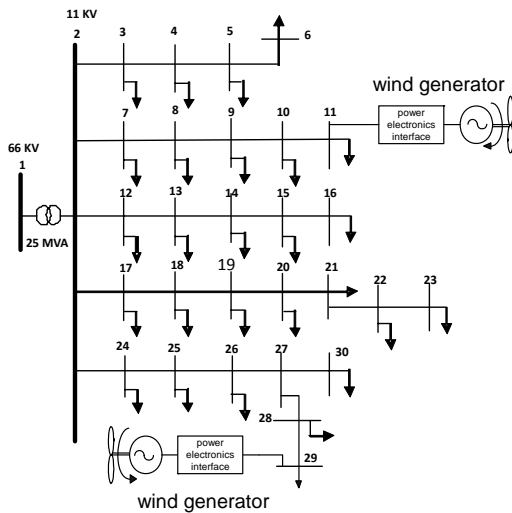 11 KV
2
3
4
5
6
wind generator
7
8
9
10
11
power
electronics
interface
66 KV
1
12
13
14
15
16
25 MVA
17
18
19
20
21
22
23
24
25
26
27
30
28
power
electronics
interface
29
wind generator